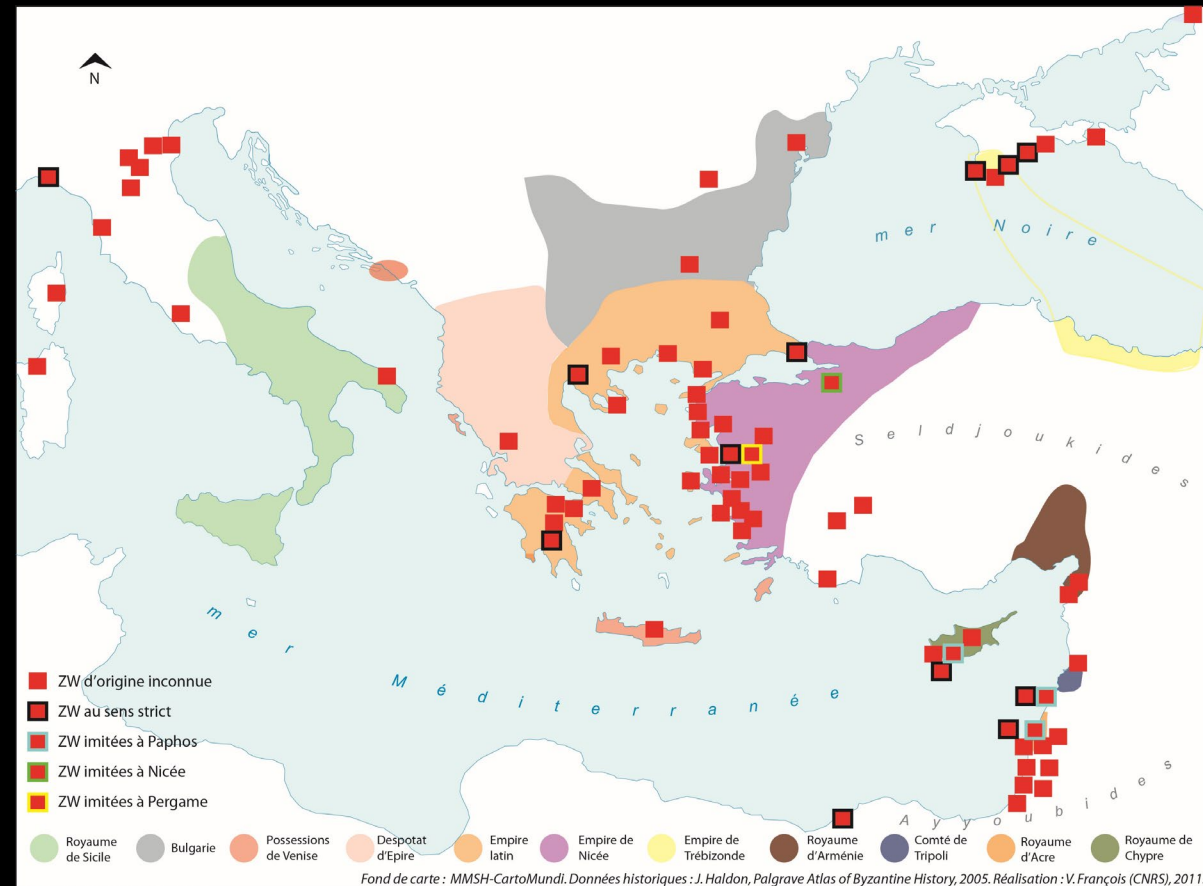 N
mer Noire
Seldjoukides
mer
Méditerranée
Ayyoubides
ZW d'origine inconnue
ZW au sens strict
ZW imitées à Paphos
ZW imitées à Nicée
ZW imitées à Pergame
Royaume
de Sicile
Bulgarie
Possessions
de Venise
Despotat
d'Epire
Empire
latin
Empire de
Nicée
Empire de
Trébizonde
Royaume
d'Arménie
Comté de
Tripoli
Royaume
d'Acre
Royaume de
Chypre
Fond de carte : MMSH-CartoMundi. Données historiques : J. Haldon, Palgrave Atlas of Byzantine History, 2005. Réalisation : V. François (CNRS), 2011